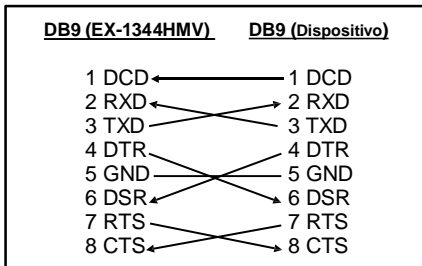 DB9 (EX-1344HMV) DB9 (Dispositivo)
1 DCD 1 DCD
2 RXD 2 RXD
3 TXD 3 TXD
4 DTR 4 DTR
5 GND 5 GND
6 DSR 6 DSR
7 RTS 7 RTS
8 CTS 8 CTS